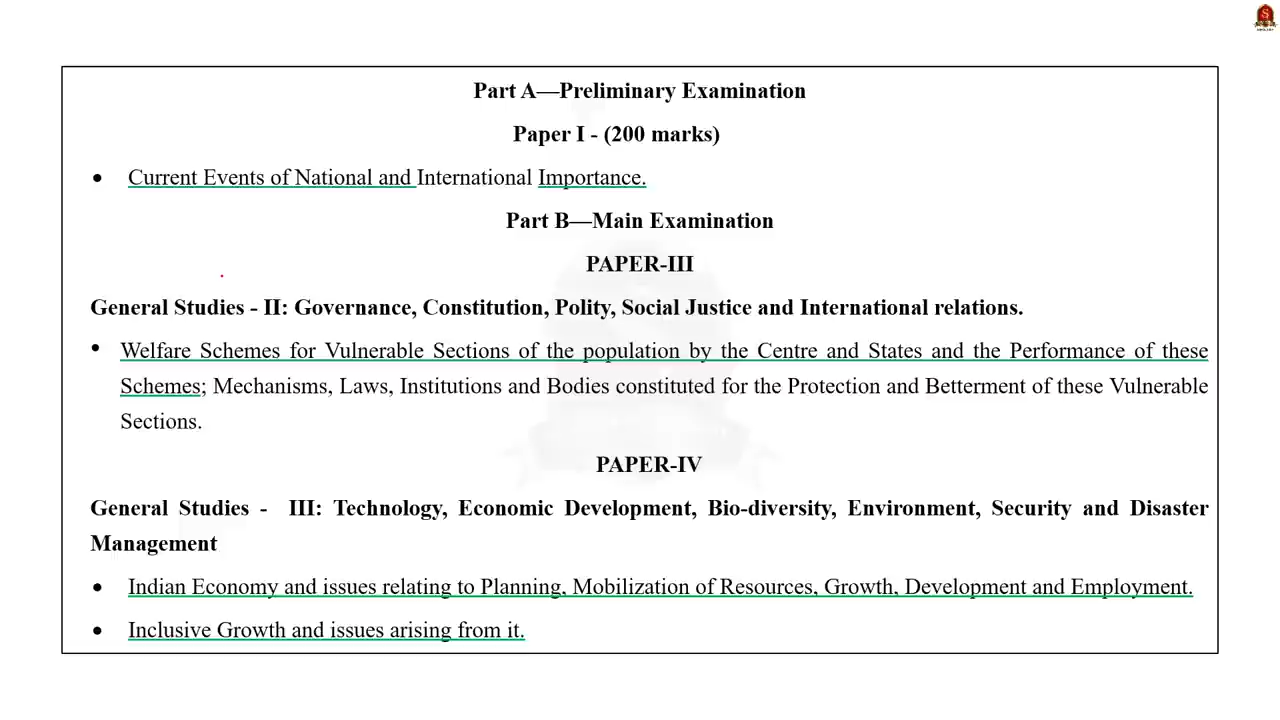 Part A—Preliminary Examination
Paper I - (200 marks)
• Current Events of National and International Importance.
Part B—Main Examination
PAPER-III
General Studies - II: Governance, Constitution, Polity, Social Justice and International relations.
• Welfare Schemes for Vulnerable Sections of the population by the Centre and States and the Performance of these
Schemes; Mechanisms, Laws, Institutions and Bodies constituted for the Protection and Betterment of these Vulnerable
Sections.
PAPER-IV
General Studies - III: Technology, Economic Development, Bio-diversity, Environment, Security and Disaster
Management
• Indian Economy and issues relating to Planning, Mobilization of Resources, Growth, Development and Employment.
• Inclusive Growth and issues arising from it.